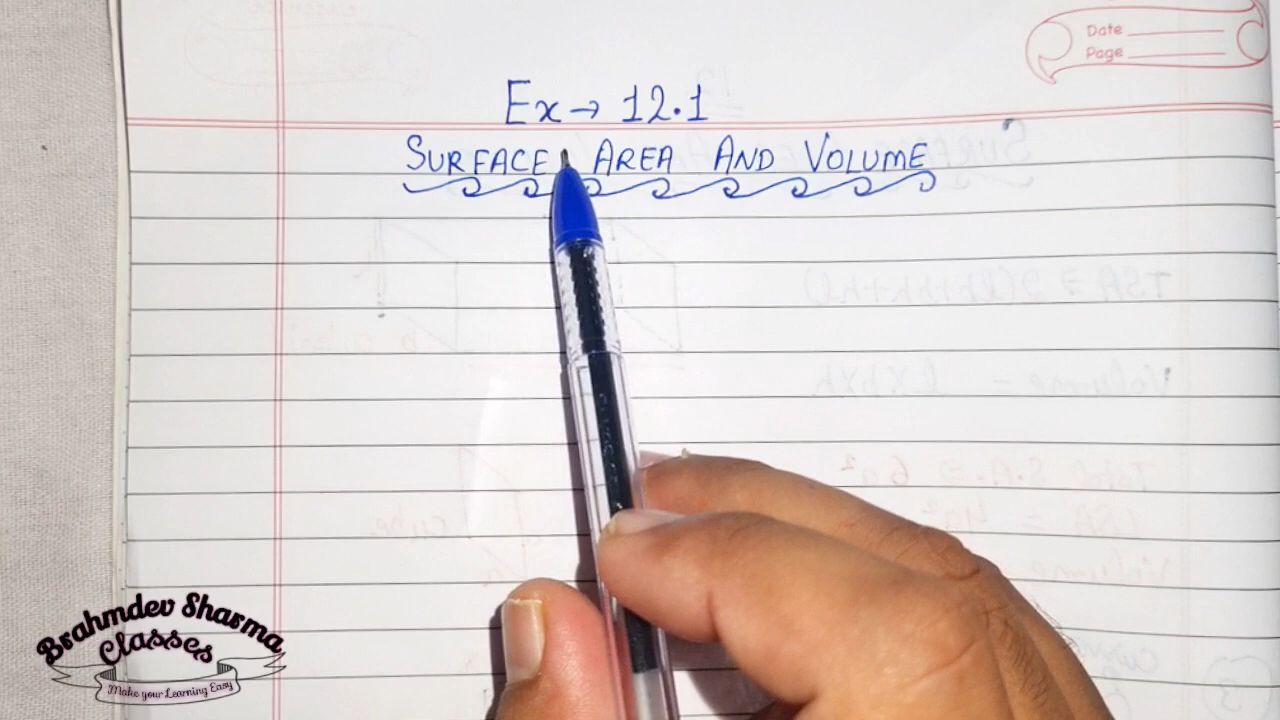 Date
Page
Ex → 12.1
SURFACE AREA AND VOLUME
Brahmdev Sharma
Classes
Make your Learning Easy